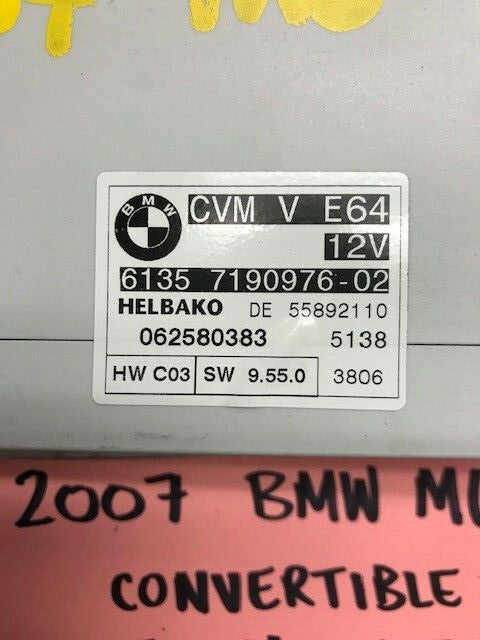 BMW
CVM V E64
12V
6135 7190976-02
HELBAKO DE 55892110
062580383 5138
HW C03 SW 9.55.0 3806
2007 BMW
CONVERTIBLE